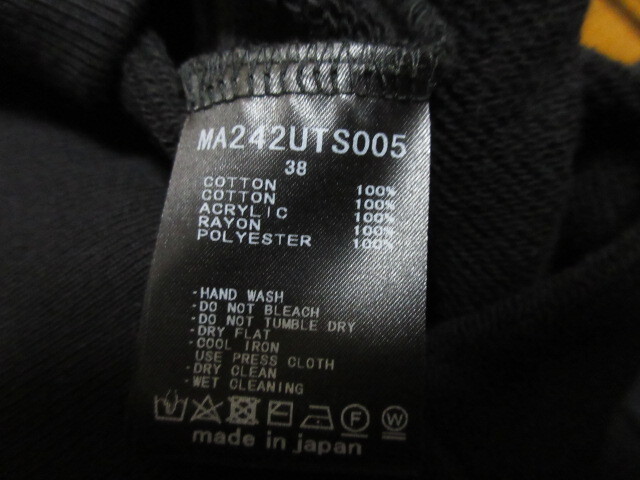 MA242UTS005
38
COTTON 100%
COTTON 100%
ACRYLIC 100%
RAYON 100%
POLYESTER 100%
·HAND WASH
·DO NOT BLEACH
·DO NOT TUMBLE DRY
·DRY FLAT
·COOL IRON
USE PRESS CLOTH
·DRY CLEAN
·WET CLEANING
F W
made in japan